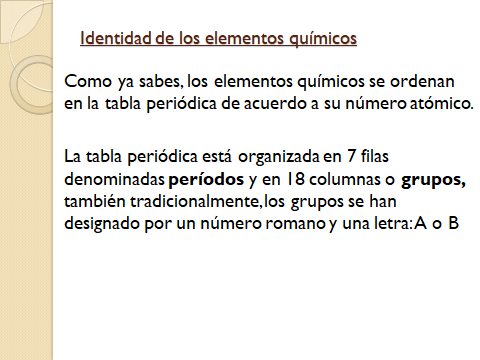 Identidad de los elementos químicos
Como ya sabes, los elementos químicos se ordenan
en la tabla periódica de acuerdo a su número atómico.
La tabla periódica está organizada en 7 filas
denominadas períodos y en 18 columnas o grupos,
también tradicionalmente,los grupos se han
designado por un número romano y una letra: A o B